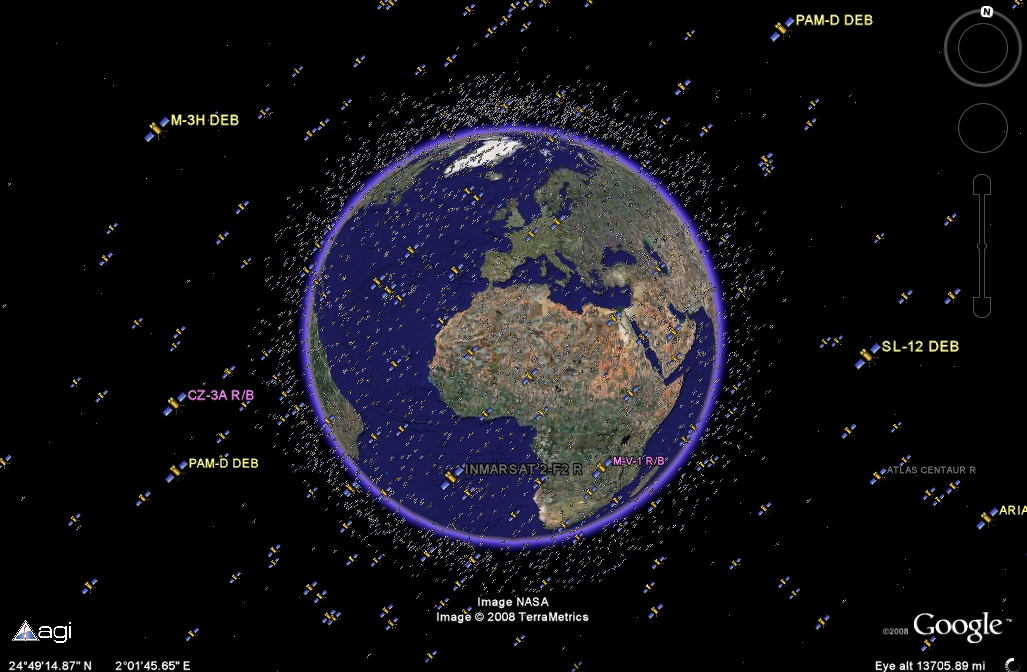 N
PAM-D DEB
M-3H DEB
SL-12 DEB
CZ-3A R/B
PAM-D DEB
INMARSAT 2-F2 R
M-V-1 R/B
ATLAS CENTAUR R
ARIA
Image NASA
Image © 2008 TerraMetrics
agi
©2008 Google™
24°49'14.87" N 2°01'45.65" E
Eye alt 13705.89 mi